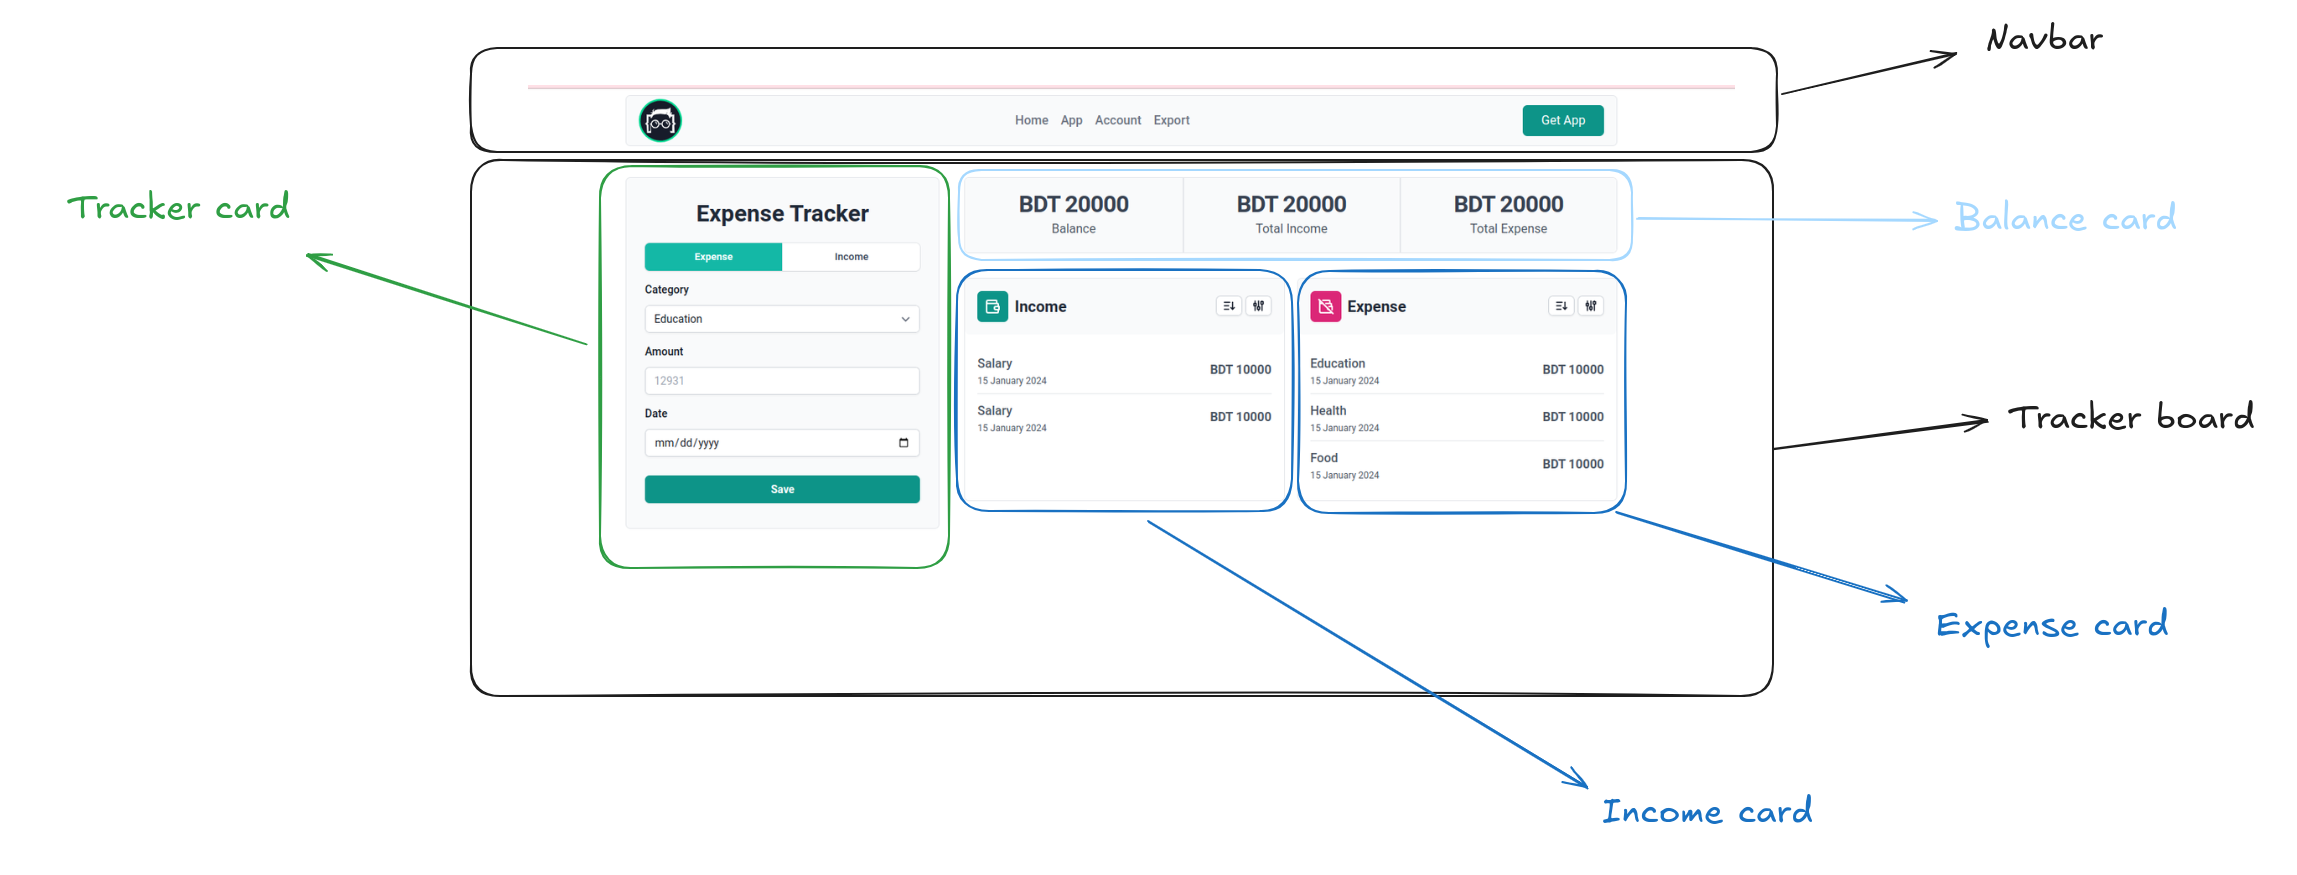 Navbar
Home App Account Export
Get App
Tracker card
Expense Tracker
Expense Income
Category
Education
Amount
12931
Date
mm/dd/yyyy
Save
BDT 20000
Balance
BDT 20000
Total Income
BDT 20000
Total Expense
Balance card
Income
Salary
15 January 2024
BDT 10000
Salary
15 January 2024
BDT 10000
Expense
Education
15 January 2024
BDT 10000
Health
15 January 2024
BDT 10000
Food
15 January 2024
BDT 10000
Tracker board
Expense card
Income card